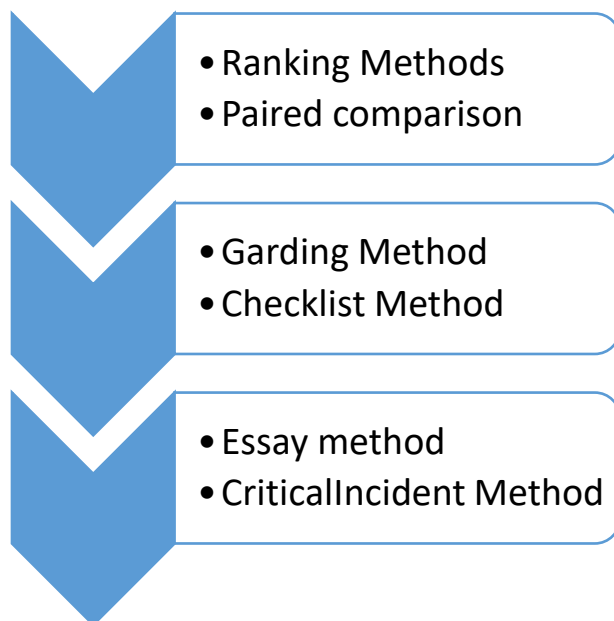 •Ranking Methods
•Paired comparison
•Garding Method
•Checklist Method
•Essay method
•CriticalIncident Method